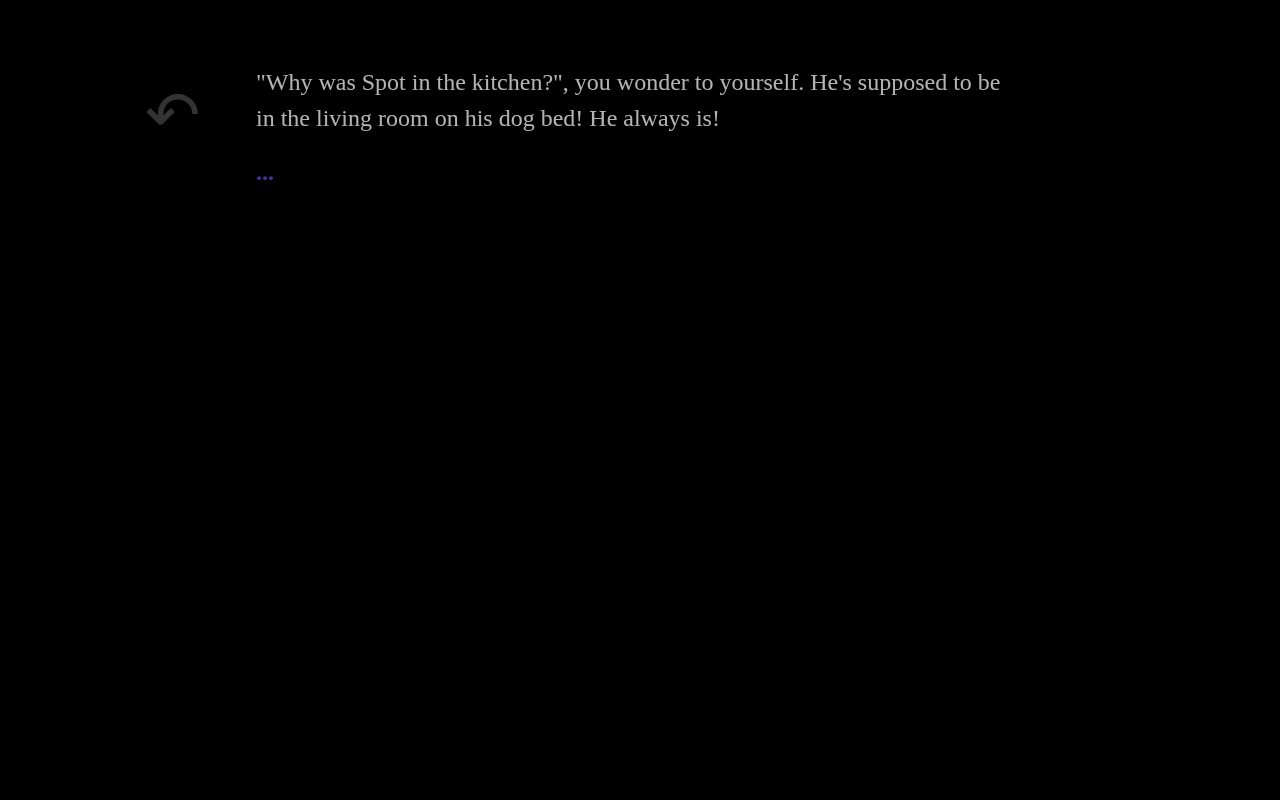 "Why was Spot in the kitchen?", you wonder to yourself. He's supposed to be
in the living room on his dog bed! He always is!
...